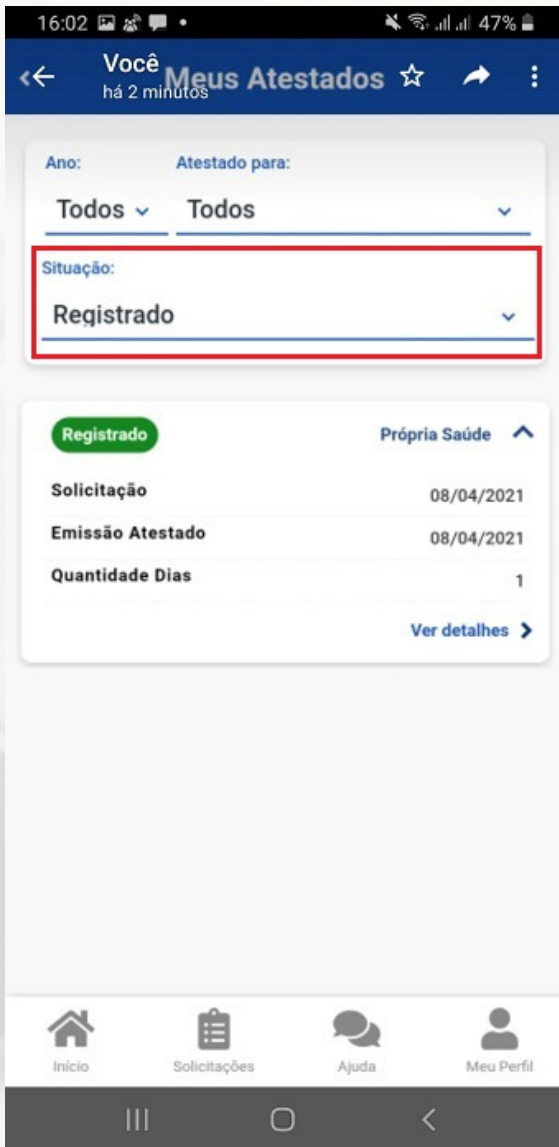 16:02 47%
Você
há 2 minutos
Meus Atestados
Ano: Atestado para:
Todos Todos
Situação:
Registrado
Registrado Própria Saúde
Solicitação 08/04/2021
Emissão Atestado 08/04/2021
Quantidade Dias 1
Ver detalhes
Início Solicitações Ajuda Meu Perfil